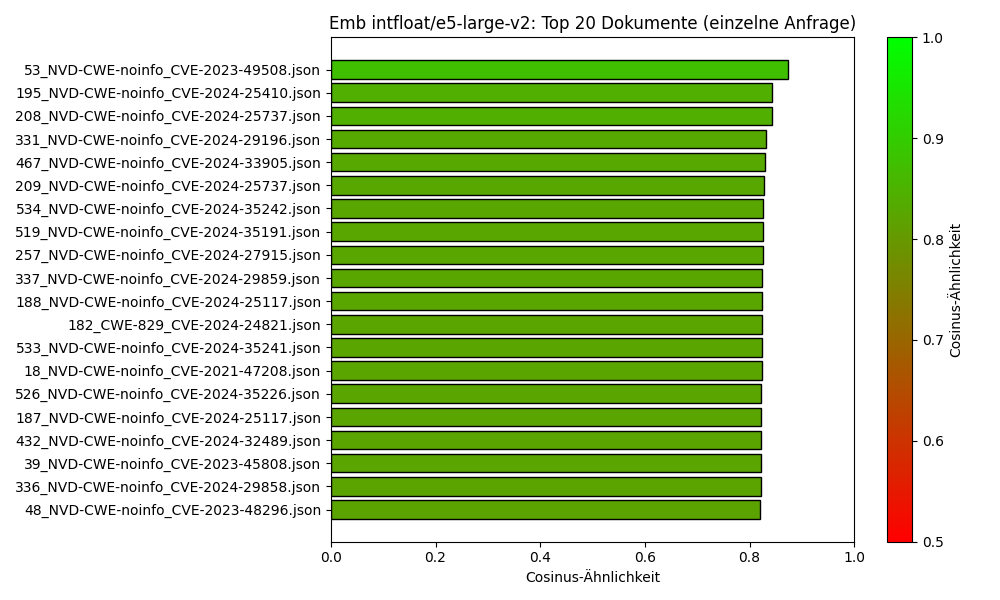 Emb intfloat/e5-large-v2: Top 20 Dokumente (einzelne Anfrage)
53_NVD-CWE-noinfo_CVE-2023-49508.json
195_NVD-CWE-noinfo_CVE-2024-25410.json
208_NVD-CWE-noinfo_CVE-2024-25737.json
331_NVD-CWE-noinfo_CVE-2024-29196.json
467_NVD-CWE-noinfo_CVE-2024-33905.json
209_NVD-CWE-noinfo_CVE-2024-25737.json
534_NVD-CWE-noinfo_CVE-2024-35242.json
519_NVD-CWE-noinfo_CVE-2024-35191.json
257_NVD-CWE-noinfo_CVE-2024-27915.json
337_NVD-CWE-noinfo_CVE-2024-29859.json
188_NVD-CWE-noinfo_CVE-2024-25117.json
182_CWE-829_CVE-2024-24821.json
533_NVD-CWE-noinfo_CVE-2024-35241.json
18_NVD-CWE-noinfo_CVE-2021-47208.json
526_NVD-CWE-noinfo_CVE-2024-35226.json
187_NVD-CWE-noinfo_CVE-2024-25117.json
432_NVD-CWE-noinfo_CVE-2024-32489.json
39_NVD-CWE-noinfo_CVE-2023-45808.json
336_NVD-CWE-noinfo_CVE-2024-29858.json
48_NVD-CWE-noinfo_CVE-2023-48296.json
0.0 0.2 0.4 0.6 0.8 1.0
Cosinus-Ähnlichkeit
1.0
0.9
0.8
0.7
0.6
0.5
Cosinus-Ähnlichkeit